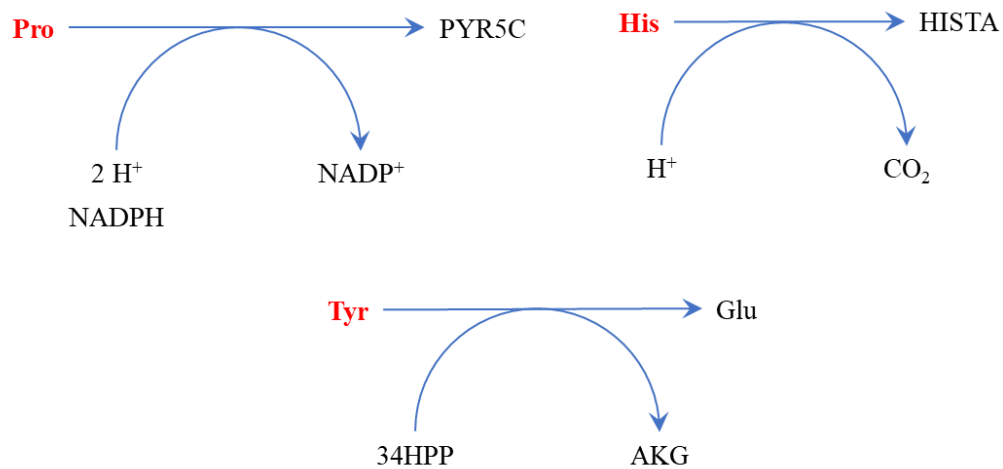 Pro PYR5C
2 H⁺ NADP⁺
NADPH
His HISTA
H⁺ CO₂
Tyr Glu
34HPP AKG